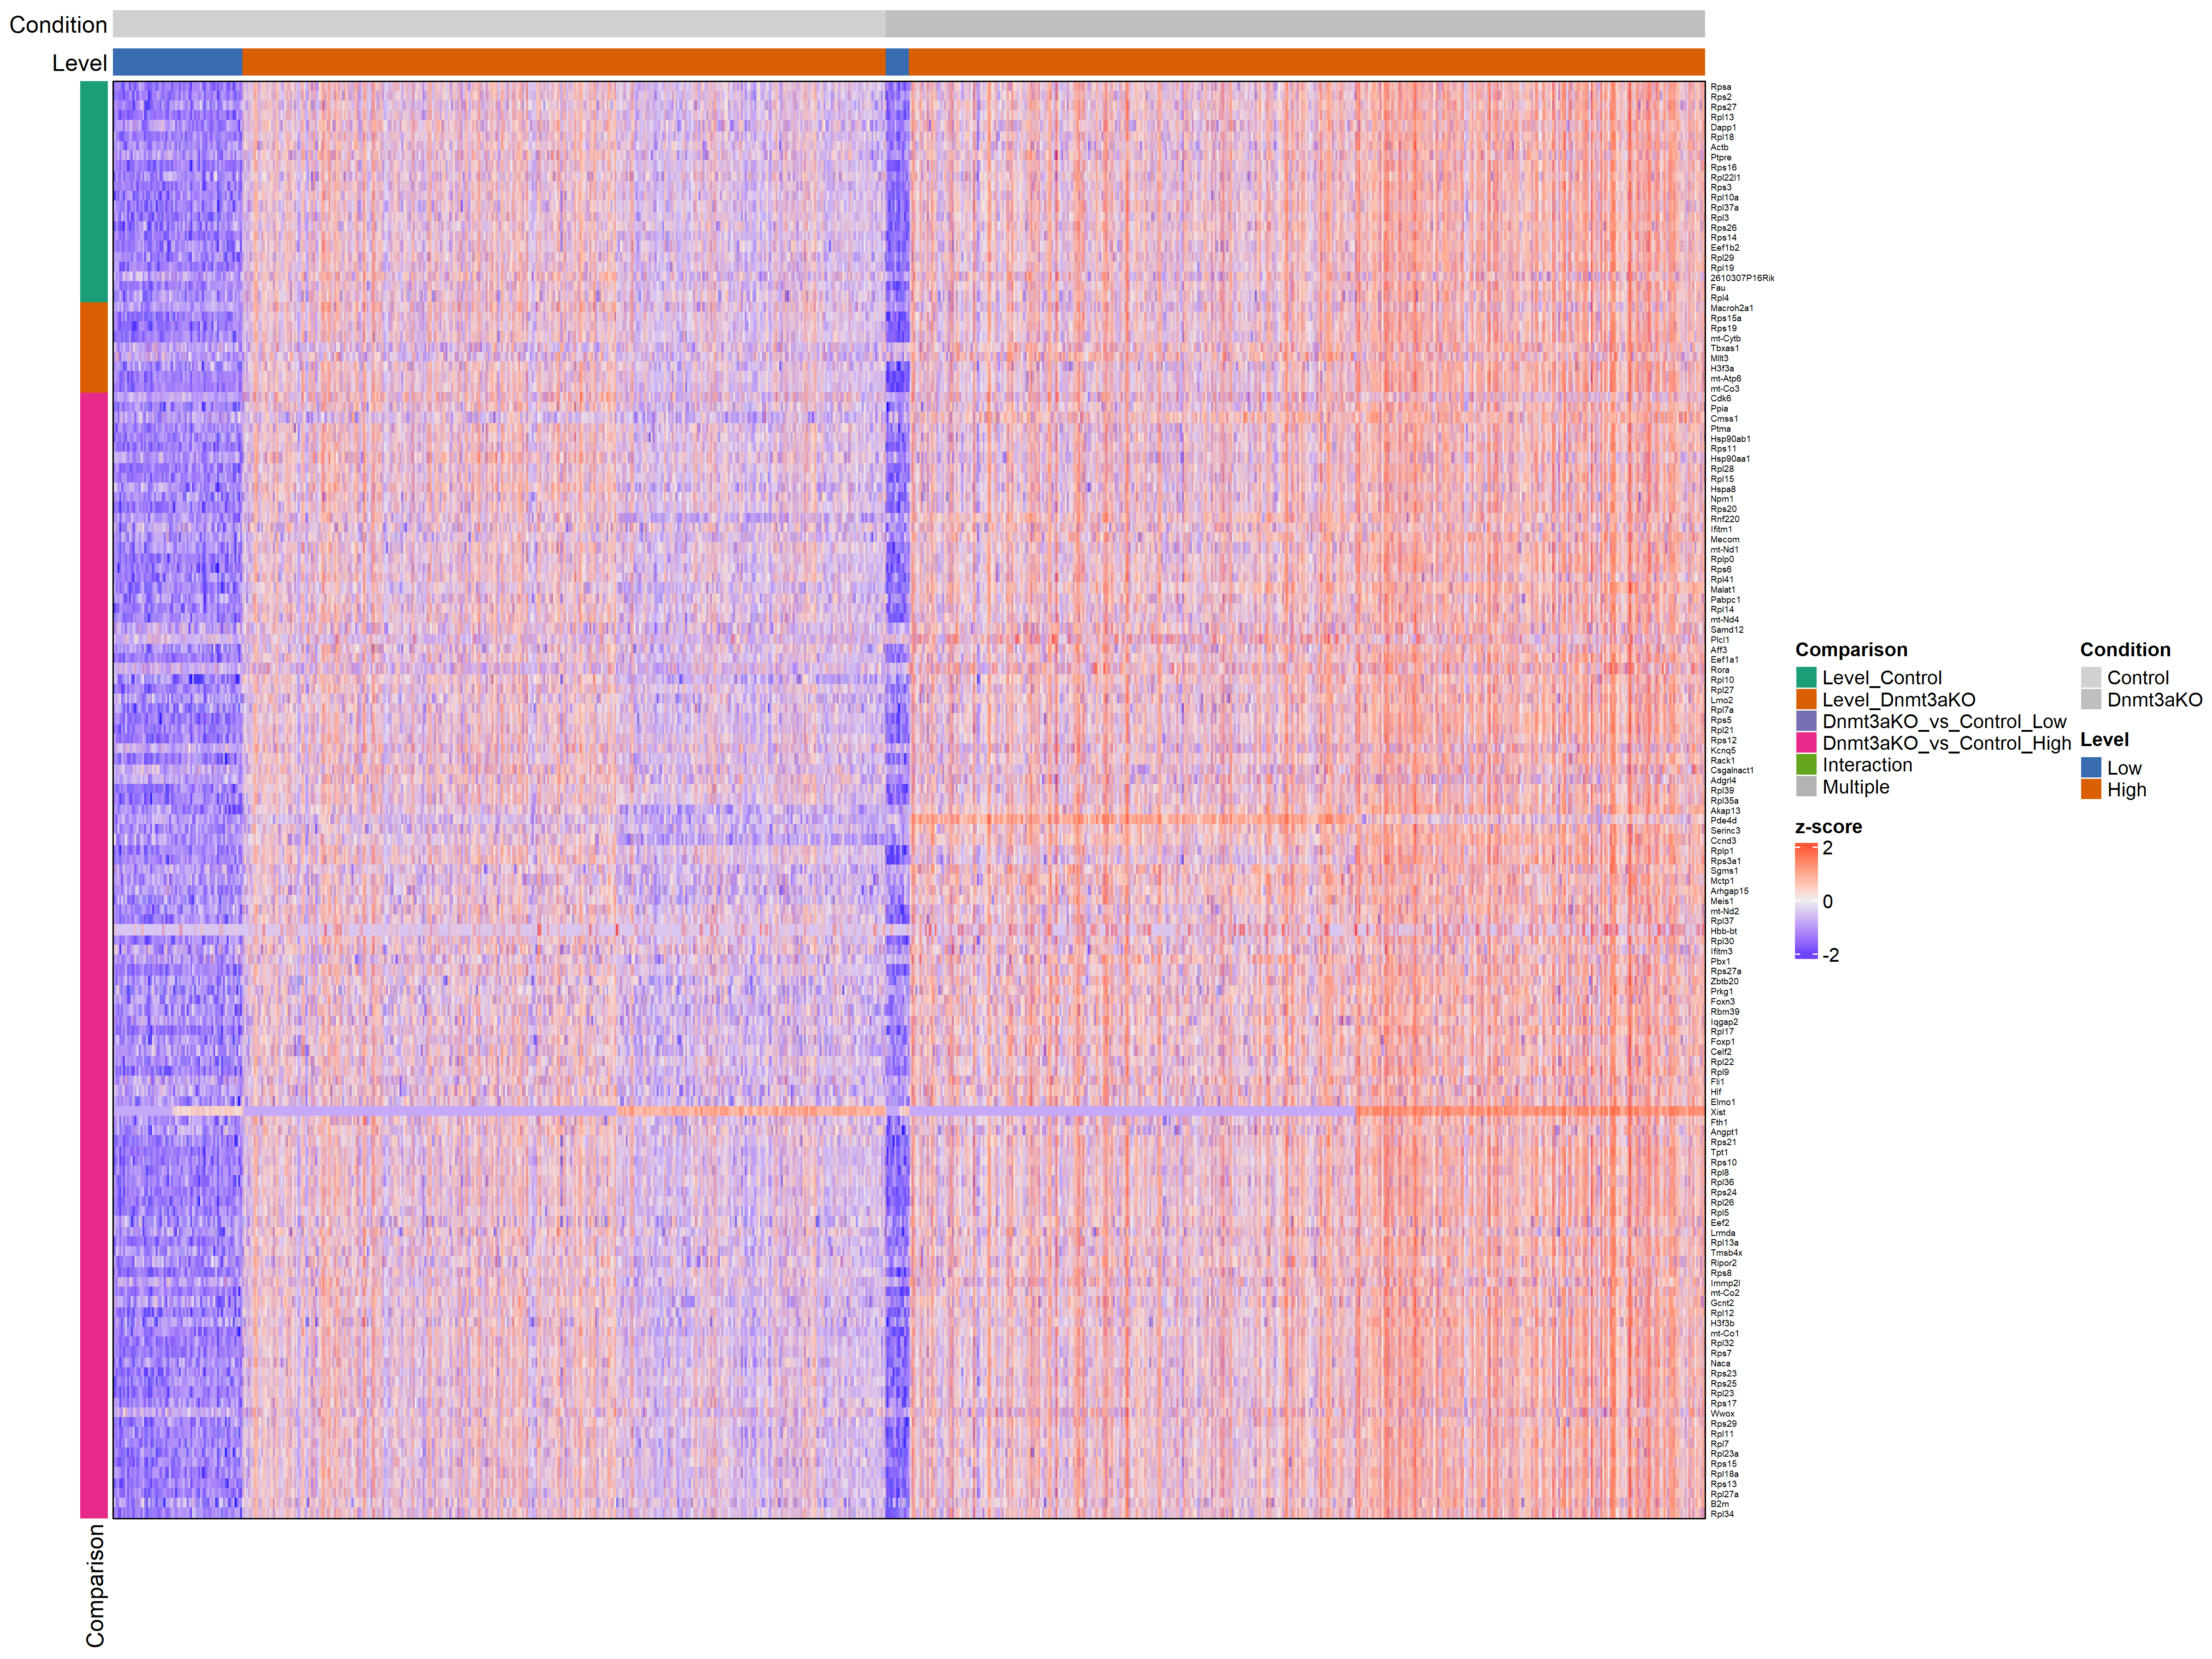 Condition
Level
Rpsa
Rps2
Rps27
Rpl13
Dapp1
Rpl18
Actb
Ptpre
Rps16
Rpl22l1
Rps3
Rpl10a
Rpl37a
Rpl3
Rps26
Rps14
Eef1b2
Rpl29
Rpl19
2610307P16Rik
Fau
Rpl4
Macroh2a1
Rps15a
Rps19
mt-Cytb
Tbxas1
Mllt3
H3f3a
mt-Atp6
mt-Co3
Cdk6
Ppia
Cmss1
Ptma
Hsp90ab1
Rps11
Hsp90aa1
Rpl28
Rpl15
Hspa8
Npm1
Rps20
Rnf220
Ifitm1
Mecom
mt-Nd1
Rplp0
Rps6
Rpl41
Malat1
Pabpc1
Rpl14
mt-Nd4
Samd12
Plcl1
Aff3
Eef1a1
Rora
Rpl10
Rpl27
Lmo2
Rpl7a
Rps5
Rpl21
Rps12
Kcnq5
Rack1
Csgalnact1
Adgrl4
Rpl39
Rpl35a
Akap13
Pde4d
Serinc3
Ccnd3
Rplp1
Rps3a1
Sgms1
Mctp1
Arhgap15
Meis1
mt-Nd2
Rpl37
Hbb-bt
Rpl30
Ifitm3
Pbx1
Rps27a
Zbtb20
Prkg1
Foxn3
Rbm39
Iqgap2
Rpl17
Foxp1
Celf2
Rpl22
Rpl9
Fli1
Hlf
Elmo1
Xist
Fth1
Angpt1
Rps21
Tpt1
Rps10
Rpl8
Rpl36
Rps24
Rpl26
Rpl5
Eef2
Lrmda
Rpl13a
Tmsb4x
Ripor2
Rps8
Immp2l
mt-Co2
Gcnt2
Rpl12
H3f3b
mt-Co1
Rpl32
Rps7
Naca
Rps23
Rps25
Rpl23
Rps17
Wwox
Rps29
Rpl11
Rpl7
Rpl23a
Rps15
Rpl18a
Rps13
Rpl27a
B2m
Rpl34
Comparison
Comparison
Level_Control
Level_Dnmt3aKO
Dnmt3aKO_vs_Control_Low
Dnmt3aKO_vs_Control_High
Interaction
Multiple
z-score
2
0
-2
Condition
Control
Dnmt3aKO
Level
Low
High